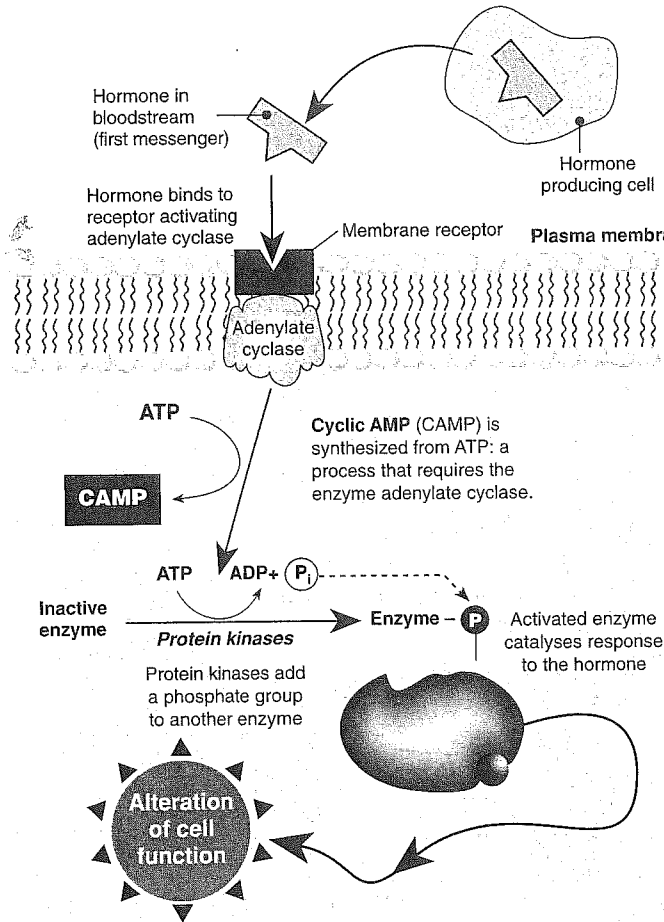 Hormone in
bloodstream
(first messenger)
Hormone
producing cell
Hormone binds to
receptor activating
adenylate cyclase
Membrane receptor
Plasma membra
Adenylate
cyclase
ATP
Cyclic AMP (CAMP) is
synthesized from ATP: a
process that requires the
enzyme adenylate cyclase.
CAMP
ATP
ADP+
Pi
Inactive
enzyme
Protein kinases
Enzyme –
P
Activated enzyme
catalyses response
to the hormone
Protein kinases add
a phosphate group
to another enzyme
Alteration
of cell
function